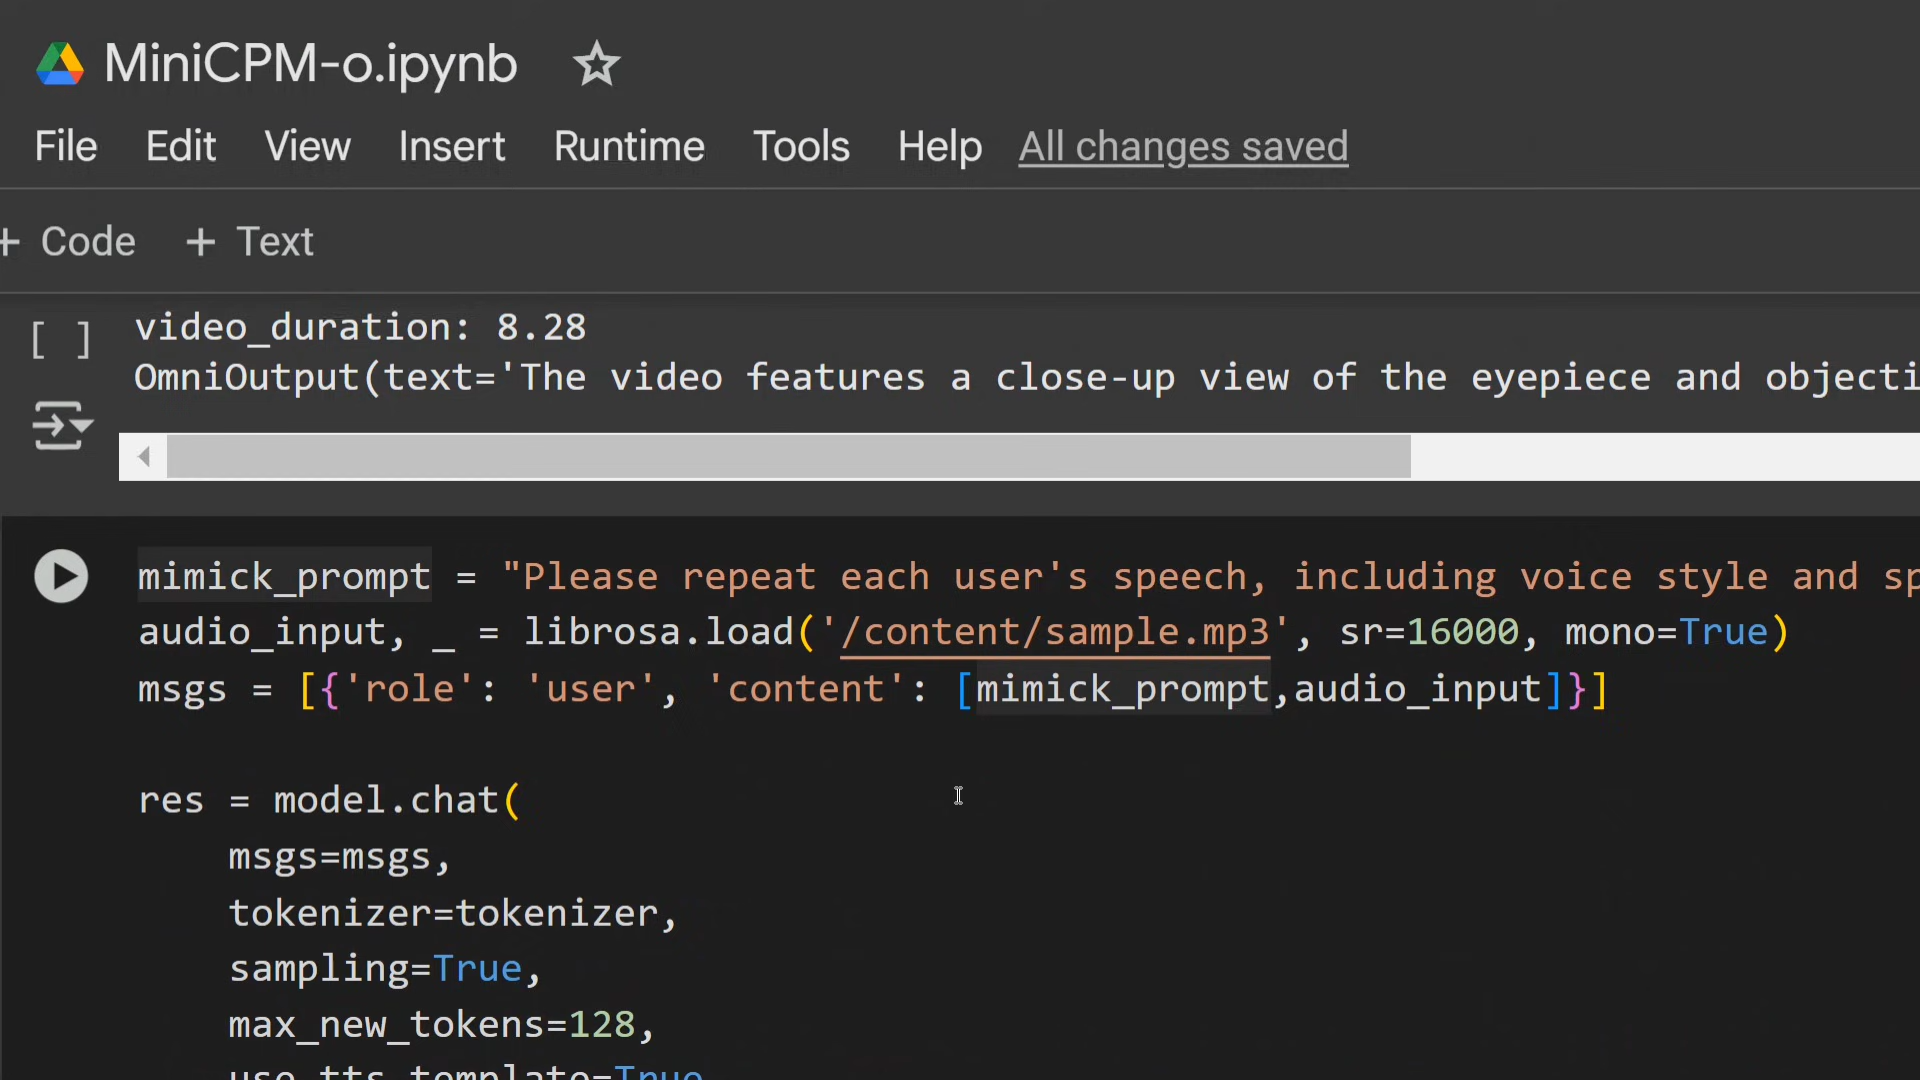 MiniCPM-o.ipynb
File Edit View Insert Runtime Tools Help All changes saved
+ Code + Text
[ ] video_duration: 8.28
OmniOutput(text='The video features a close-up view of the eyepiece and objecti
mimick_prompt = "Please repeat each user's speech, including voice style and sp
audio_input, _ = librosa.load('/content/sample.mp3', sr=16000, mono=True)
msgs = [{'role': 'user', 'content': [mimick_prompt,audio_input]}]
res = model.chat(
msgs=msgs,
tokenizer=tokenizer,
sampling=True,
max_new_tokens=128,
use_tts_template=True